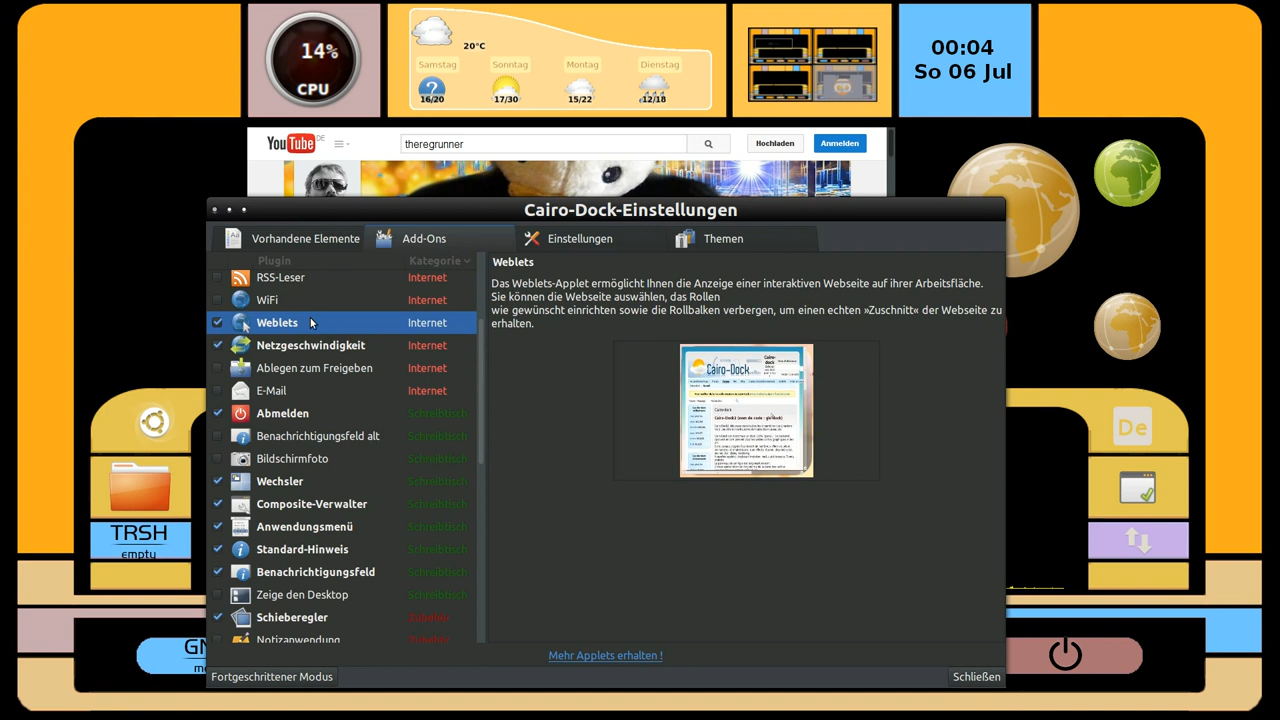 14%
CPU
20°C
Samstag
Sonntag
Montag
Dienstag
16/20
17/30
15/22
12/18
00:04
So 06 Jul
YouTube DE
theregrunner
Hochladen
Anmelden
Cairo-Dock-Einstellungen
Vorhandene Elemente
Add-Ons
Einstellungen
Themen
Plugin
Kategorie
RSS-Leser Internet
WiFi Internet
Weblets Internet
Netzgeschwindigkeit Internet
Ablegen zum Freigeben Internet
E-Mail Internet
Abmelden Schreibtisch
Benachrichtigungsfeld alt Schreibtisch
Bildschirmfoto Schreibtisch
Wechsler Schreibtisch
Composite-Verwalter Schreibtisch
Anwendungsmenü Schreibtisch
Standard-Hinweis Schreibtisch
Benachrichtigungsfeld Schreibtisch
Zeige den Desktop Schreibtisch
Schieberegler Zubehör
Notizanwendung Zubehör
Weblets
Das Weblets-Applet ermöglicht Ihnen die Anzeige einer interaktiven Webseite auf ihrer Arbeitsfläche.
Sie können die Webseite auswählen, das Rollen
wie gewünscht einrichten sowie die Rollbalken verbergen, um einen echten »Zuschnitt« der Webseite zu
erhalten.
Cairo-Dock
Mehr Applets erhalten !
Fortgeschrittener Modus
Schließen
TRSH
empty
GN
m
De